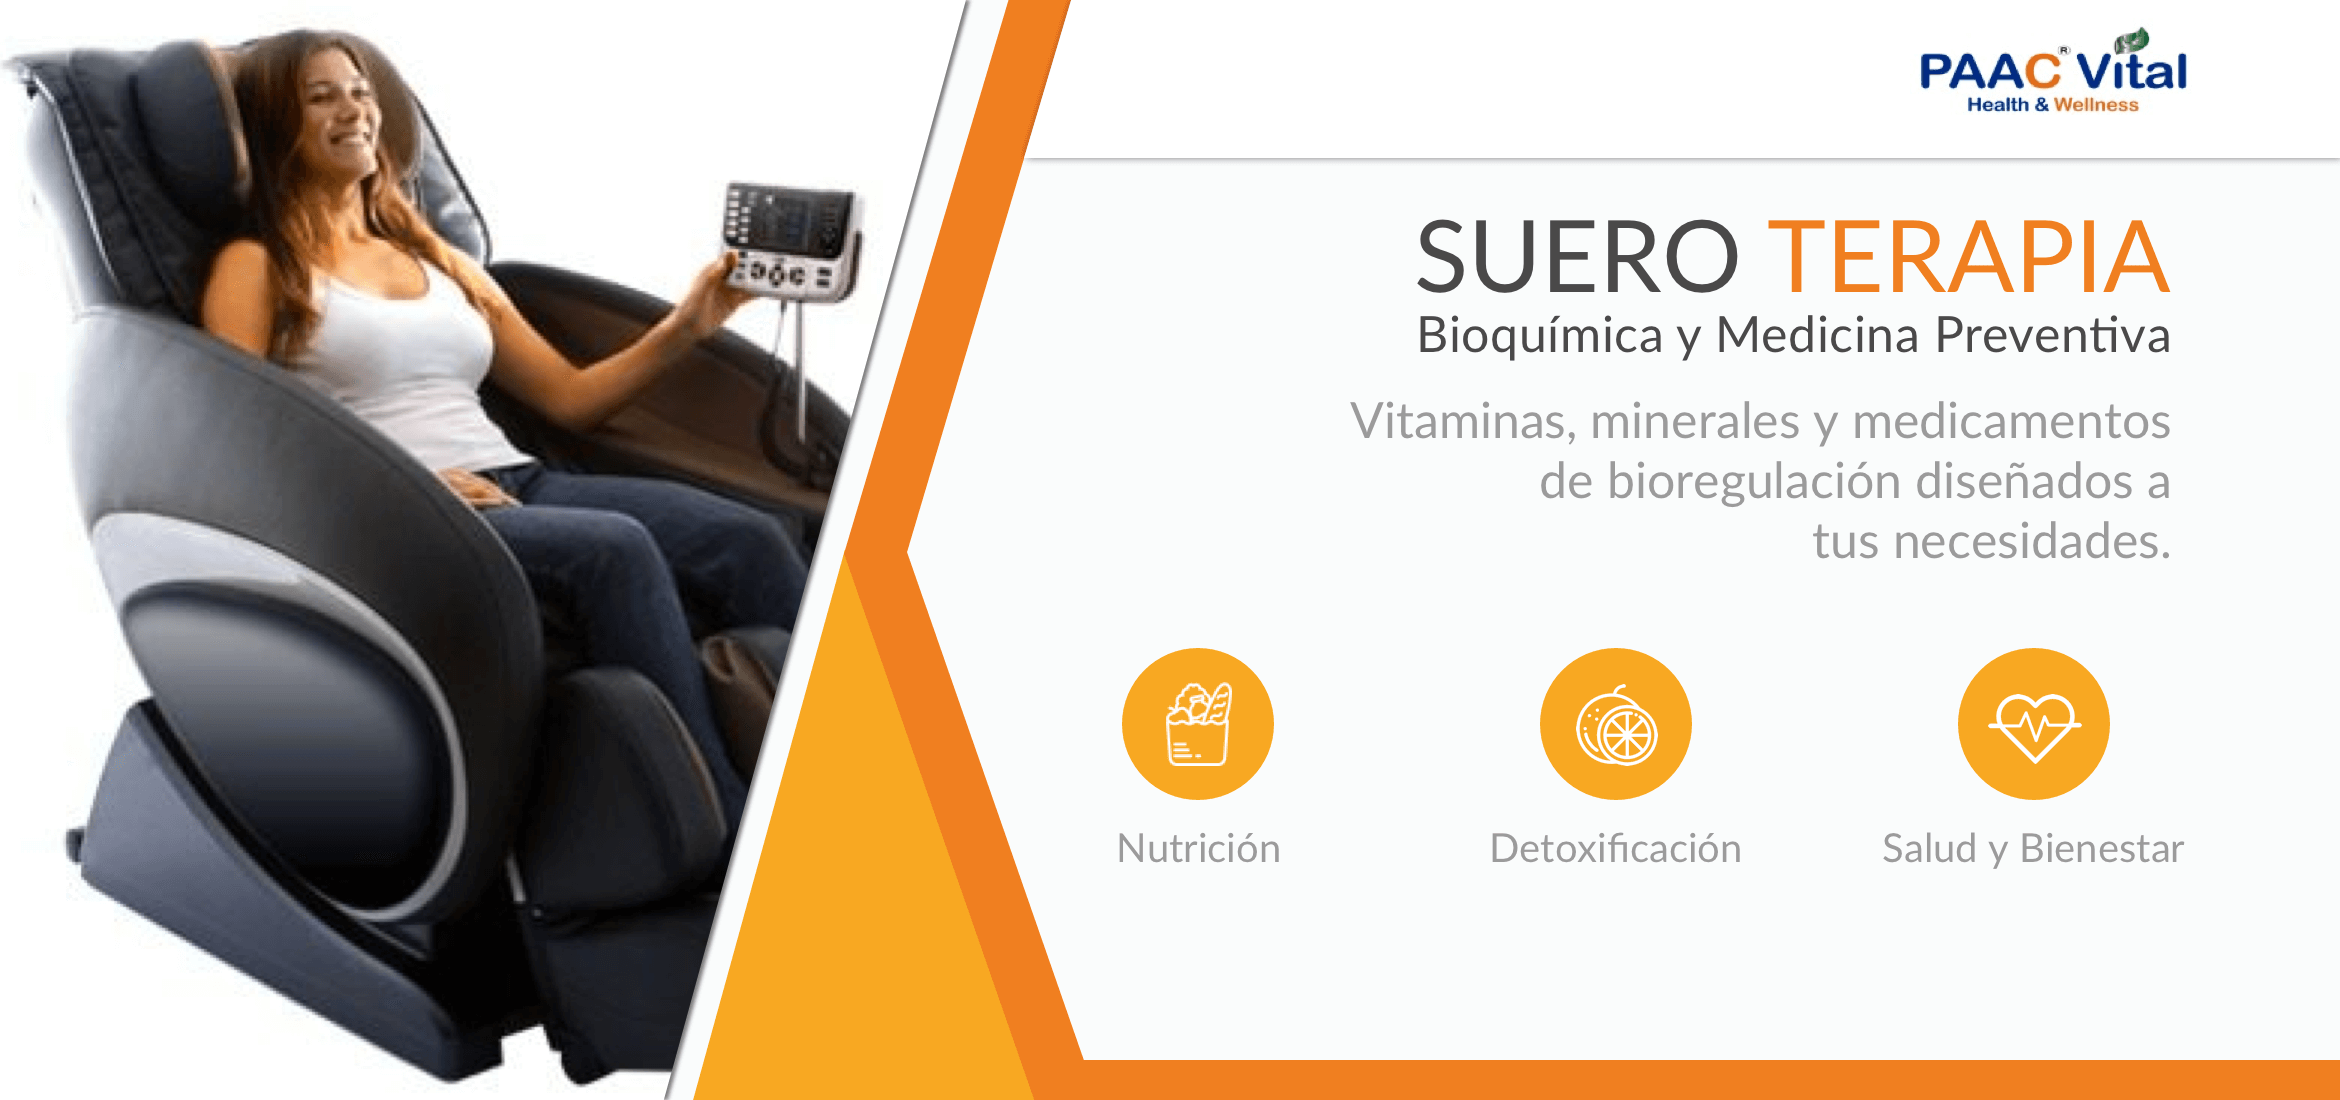 PAAC® Vital
Health & Wellness
SUERO TERAPIA
Bioquímica y Medicina Preventiva
Vitaminas, minerales y medicamentos
de bioregulación diseñados a
tus necesidades.
Nutrición
Detoxificación
Salud y Bienestar